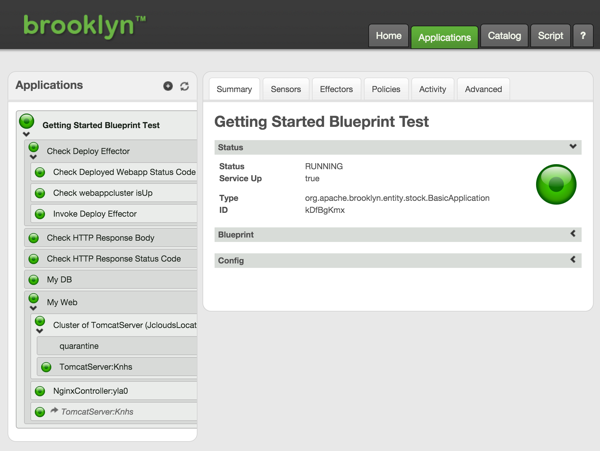 brooklyn™
Home
Applications
Catalog
Script
?
Applications
Getting Started Blueprint Test
Check Deploy Effector
Check Deployed Webapp Status Code
Check webappcluster isUp
Invoke Deploy Effector
Check HTTP Response Body
Check HTTP Response Status Code
My DB
My Web
Cluster of TomcatServer (JcloudsLocat
quarantine
TomcatServer:Knhs
NginxController:yla0
TomcatServer:Knhs
Summary
Sensors
Effectors
Policies
Activity
Advanced
Getting Started Blueprint Test
Status
Status RUNNING
Service Up true
Type org.apache.brooklyn.entity.stock.BasicApplication
ID kDfBgKmx
Blueprint
Config